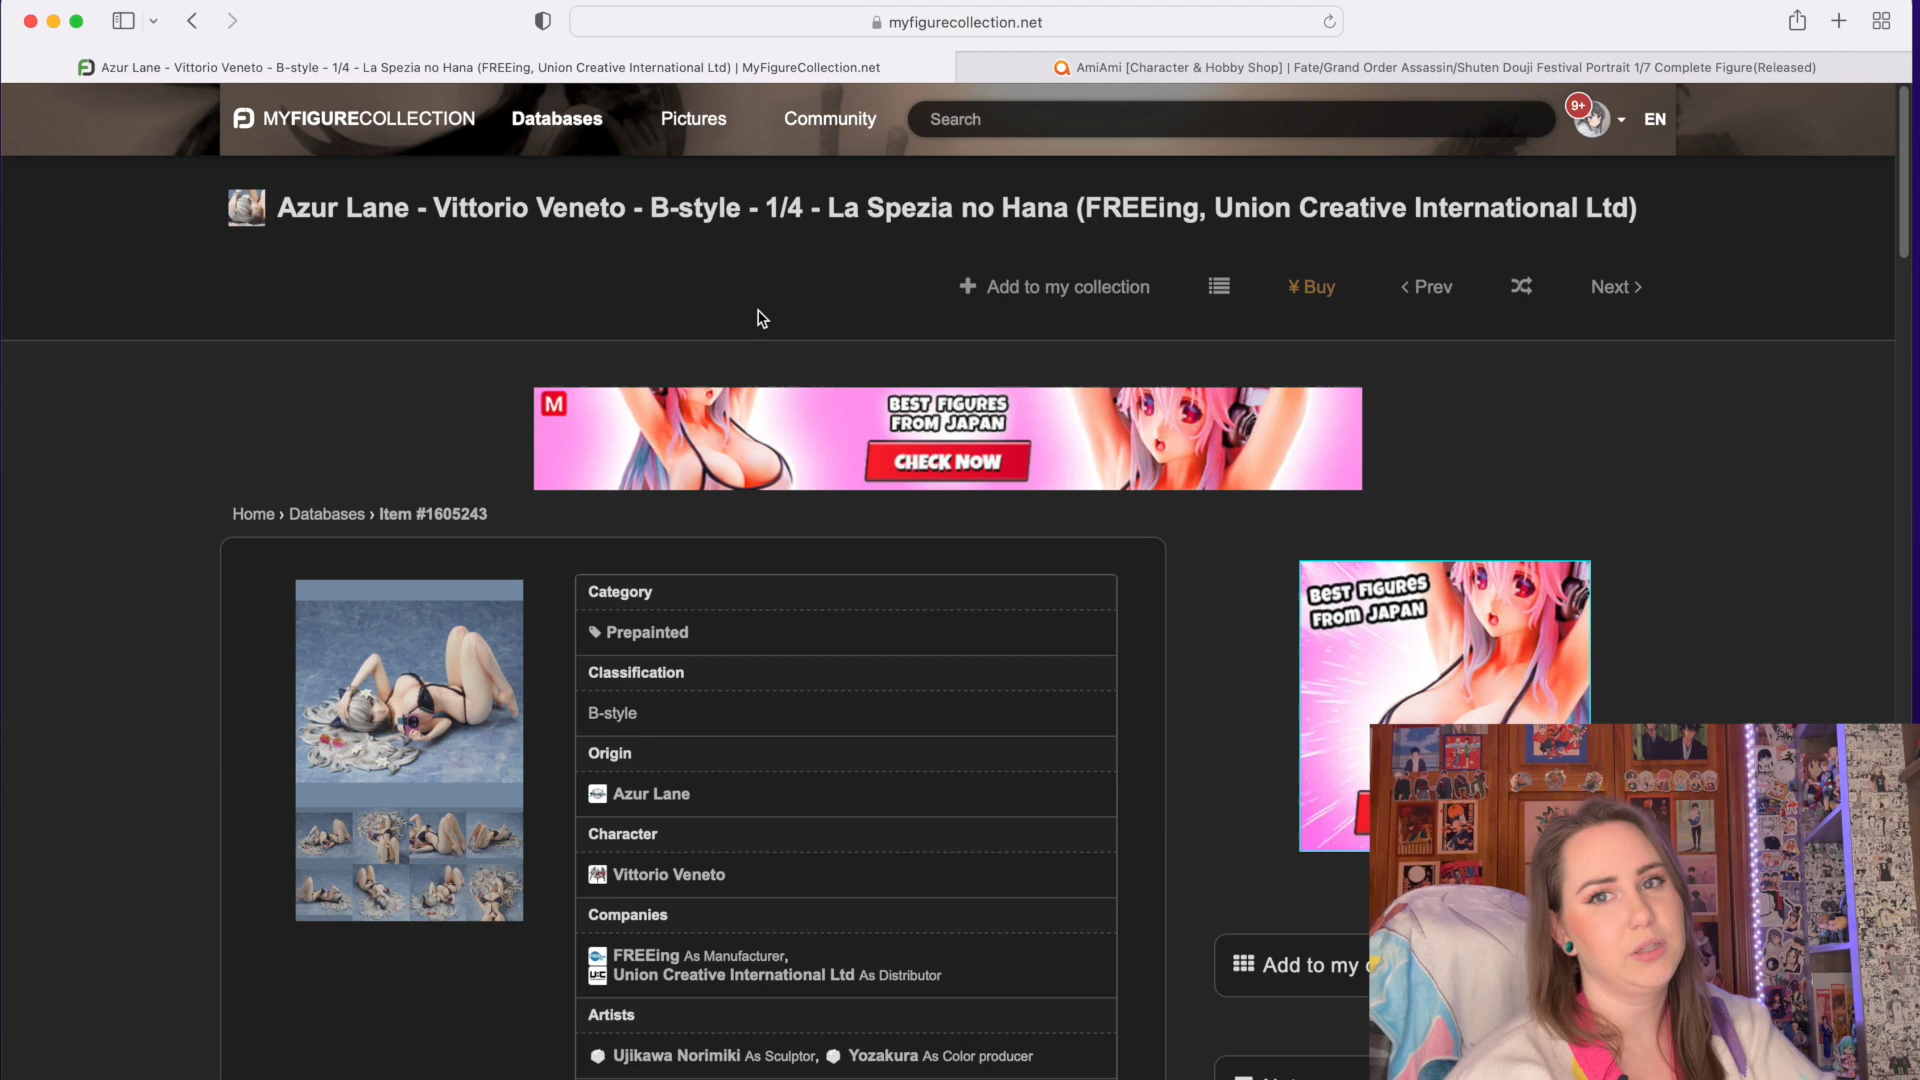 myfigurecollection.net
Azur Lane - Vittorio Veneto - B-style - 1/4 - La Spezia no Hana (FREEing, Union Creative International Ltd) | MyFigureCollection.net
AmiAmi [Character & Hobby Shop] | Fate/Grand Order Assassin/Shuten Douji Festival Portrait 1/7 Complete Figure(Released)
MYFIGURECOLLECTION
Databases
Pictures
Community
Search
9+
EN
Azur Lane - Vittorio Veneto - B-style - 1/4 - La Spezia no Hana (FREEing, Union Creative International Ltd)
Add to my collection
¥ Buy
‹ Prev
Next ›
M
BEST FIGURES
FROM JAPAN
CHECK NOW
Home › Databases › Item #1605243
Category
Prepainted
Classification
B-style
Origin
Azur Lane
Character
Vittorio Veneto
Companies
FREEing As Manufacturer,
Union Creative International Ltd As Distributor
Artists
Ujikawa Norimiki As Sculptor, Yozakura As Color producer
BEST FIGURES
FROM JAPAN
Add to my